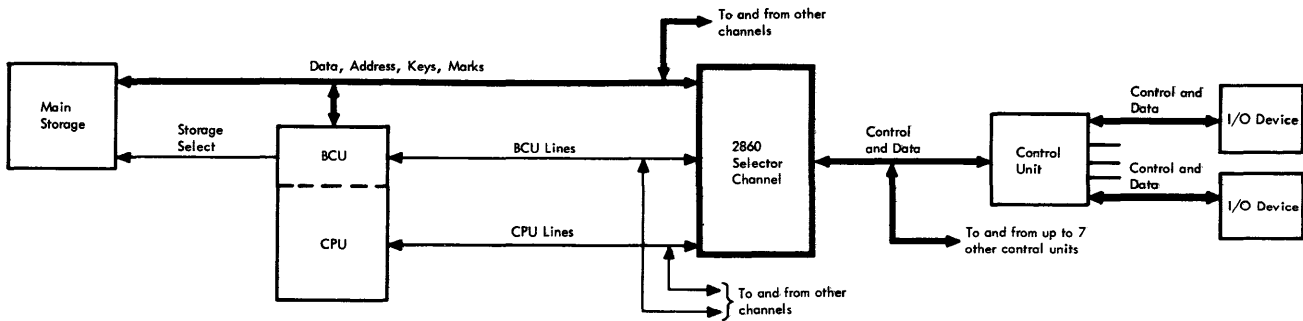 To and from other
channels
Data, Address, Keys, Marks
Main
Storage
Storage
Select
BCU
CPU
BCU Lines
CPU Lines
2860
Selector
Channel
To and from other
channels
Control
and Data
To and from up to 7
other control units
Control
Unit
Control and
Data
I/O Device
Control and
Data
I/O Device